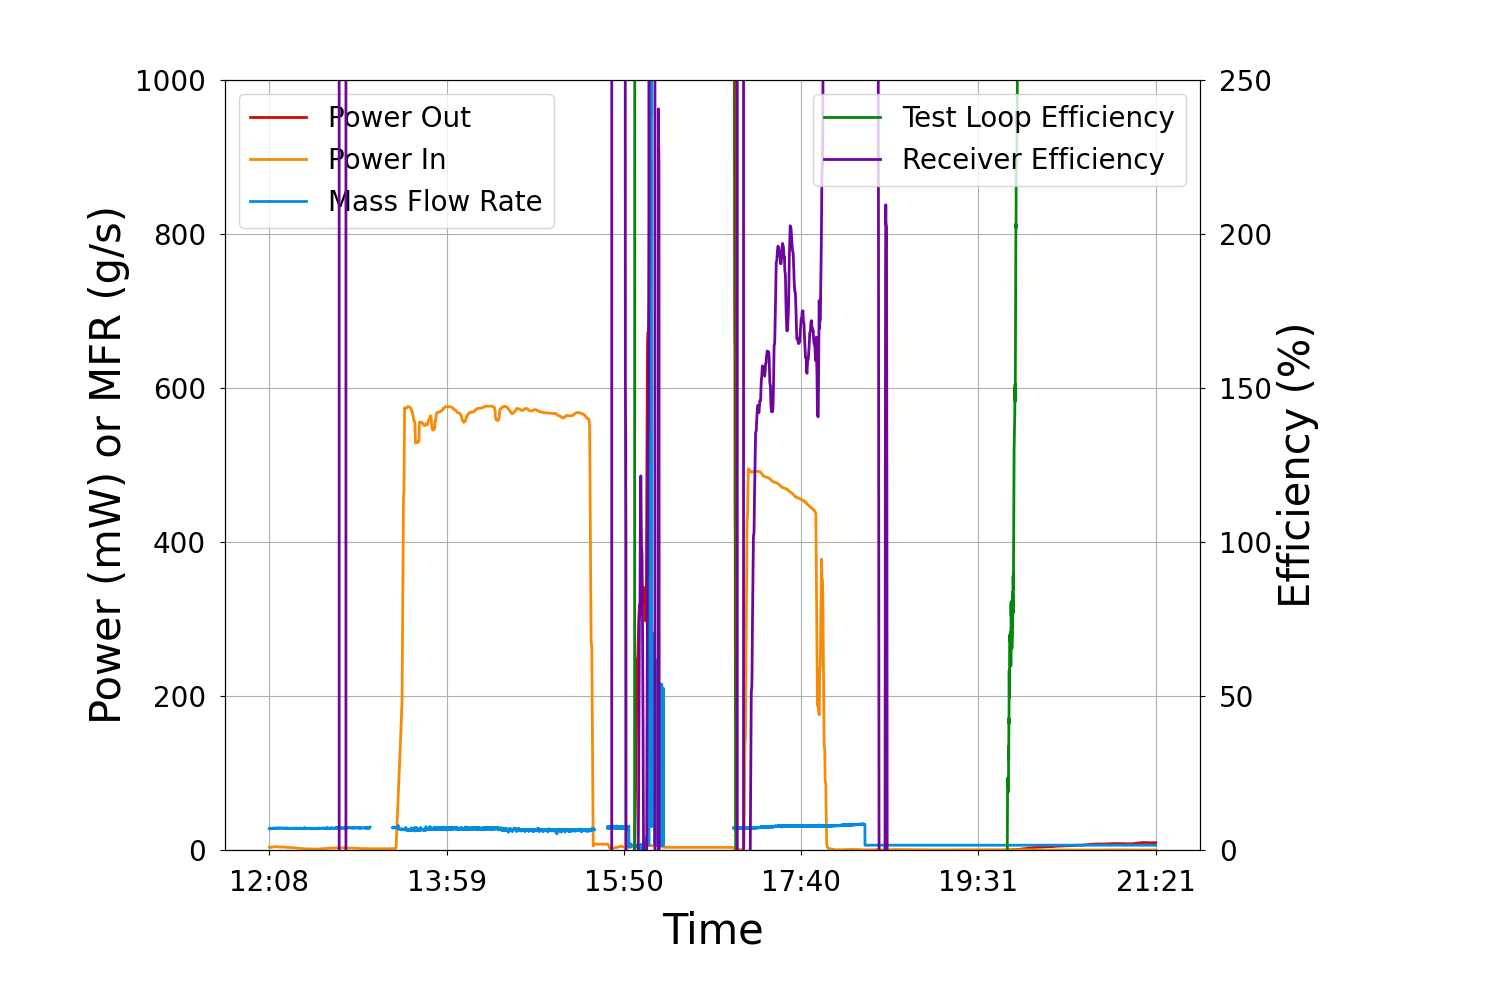 1000
800
600
400
200
0
250
200
150
100
50
0
Power (mW) or MFR (g/s)
Efficiency (%)
Power Out
Power In
Mass Flow Rate
Test Loop Efficiency
Receiver Efficiency
12:08 13:59 15:50 17:40 19:31 21:21
Time